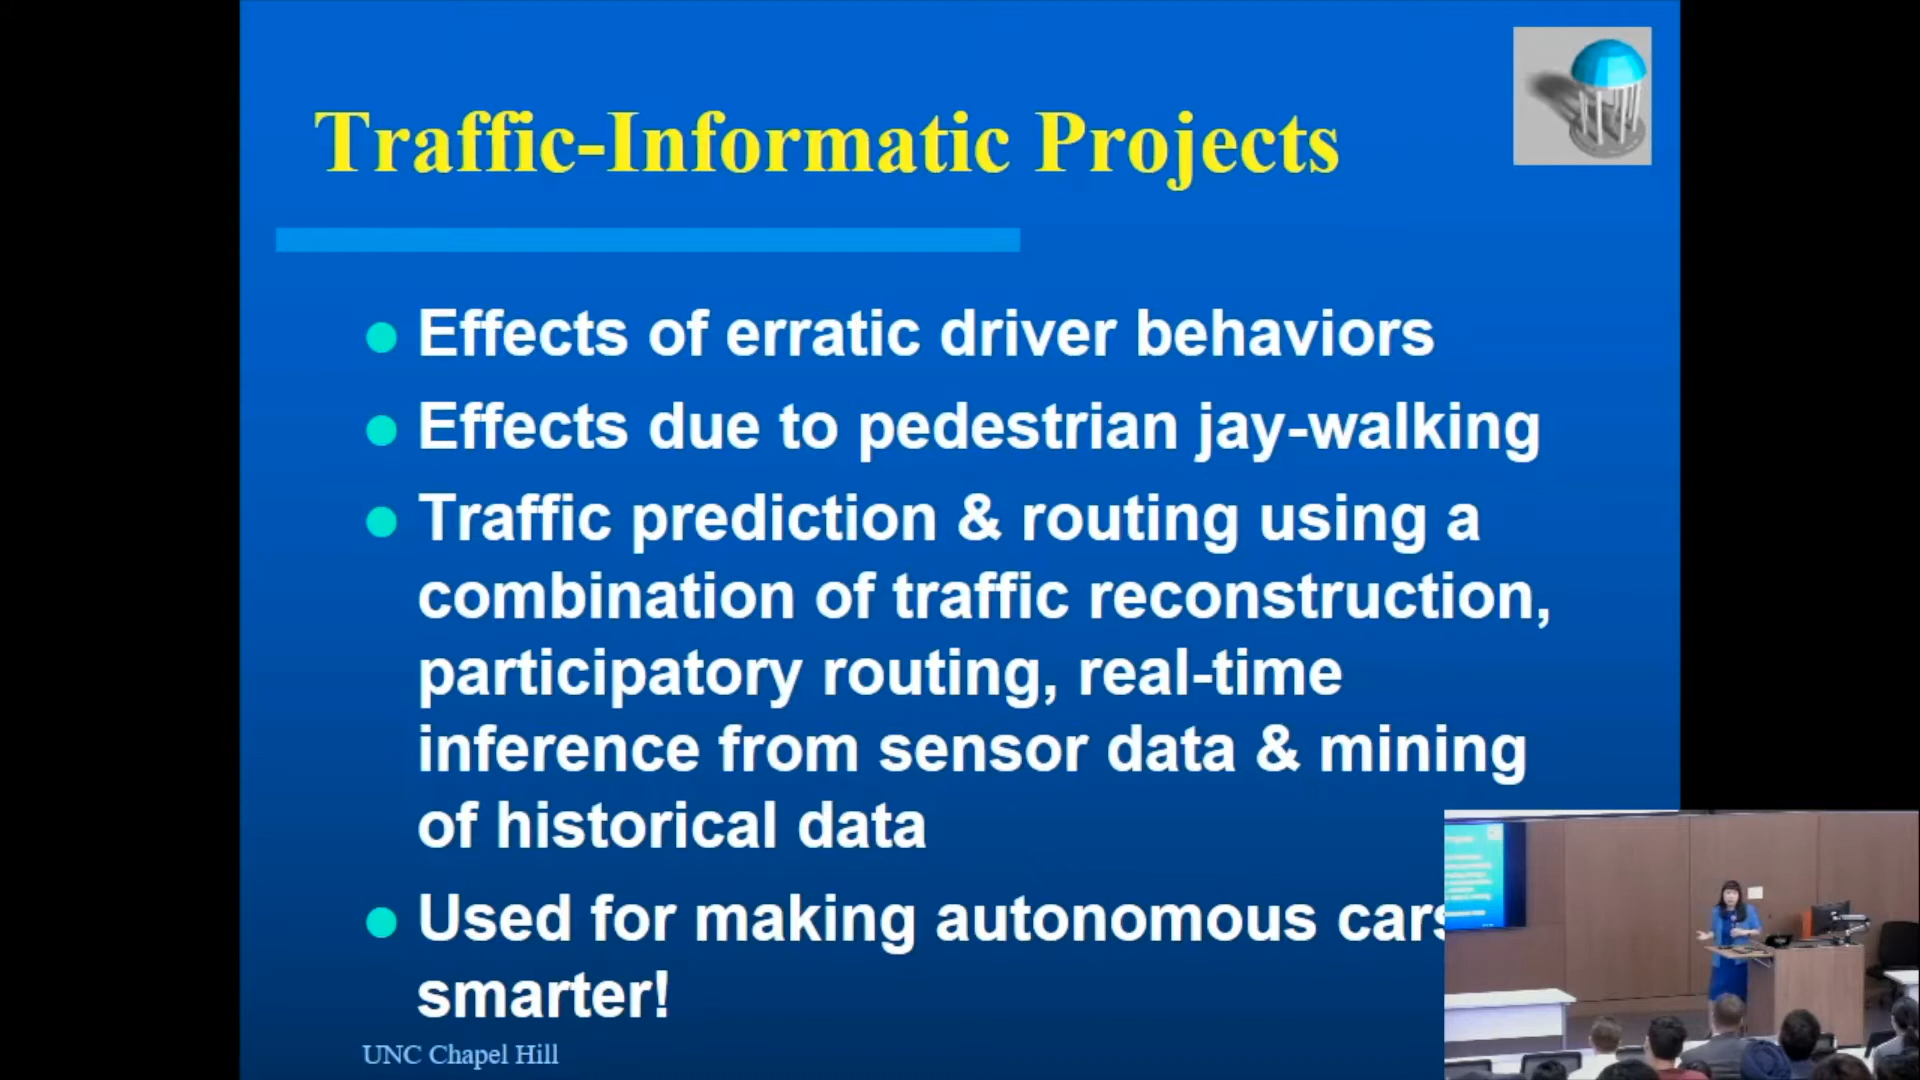 Traffic-Informatic Projects
Effects of erratic driver behaviors
Effects due to pedestrian jay-walking
Traffic prediction & routing using a
combination of traffic reconstruction,
participatory routing, real-time
inference from sensor data & mining
of historical data
Used for making autonomous cars
smarter!
UNC Chapel Hill